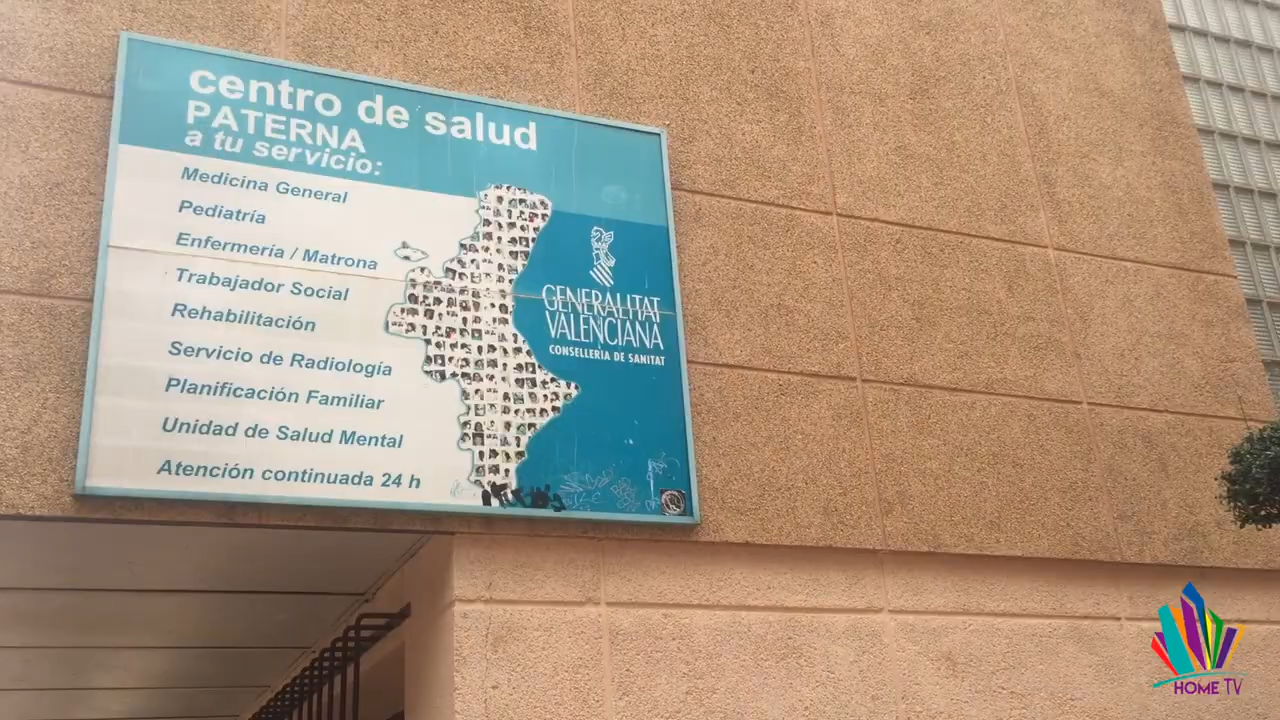 centro de salud
PATERNA
a tu servicio:
Medicina General
Pediatría
Enfermería / Matrona
Trabajador Social
Rehabilitación
Servicio de Radiología
Planificación Familiar
Unidad de Salud Mental
Atención continuada 24 h
GENERALITAT
VALENCIANA
CONSELLERIA DE SANITAT
HOME TV